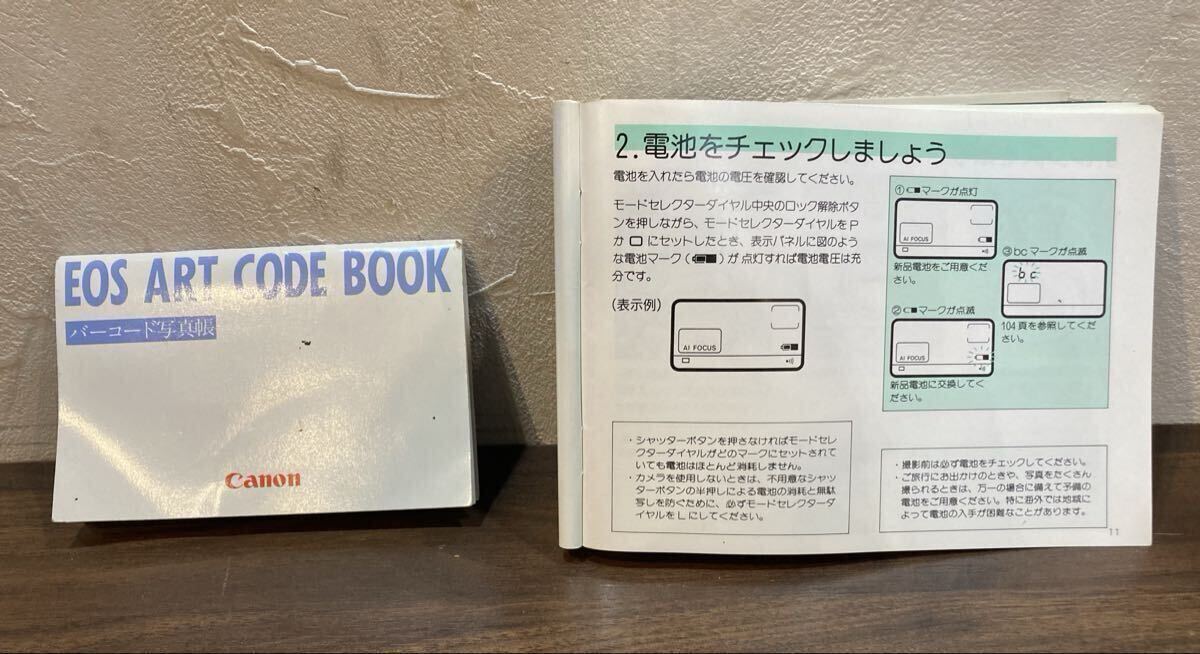 EOS ART CODE BOOK
バーコード写真帳
Canon
2.電池をチェックしましょう
電池を入れたら電池の電圧を確認してください。
モードセレクターダイヤル中央のロック解除ボタ
ンを押しながら、モードセレクターダイヤルをP
か□にセットしたとき、表示パネルに図のよう
な電池マーク( )が点灯すれば電池電圧は充
分です。
(表示例)
AI FOCUS
・シャッターボタンを押さなければモードセレ
クターダイヤルがどのマークにセットされて
いても電池はほとんど消耗しません。
・カメラを使用しないときは、不用意なシャッ
ターボタンの半押しによる電池の消耗と無駄
写しを防ぐために、必ずモードセレクターダ
イヤルをLにしてください。
① マークが点灯
AI FOCUS
新品電池をご用意くだ
さい。
② マークが点滅
AI FOCUS
新品電池に交換してく
ださい。
③bcマークが点滅
bc
104頁を参照してくだ
さい。
・撮影前は必ず電池をチェックしてください。
・ご旅行にお出かけのときや、写真をたくさん
撮られるときは、万一の場合に備えて予備の
電池をご用意ください。特に海外では地域に
よって電池の入手が困難なことがあります。
11